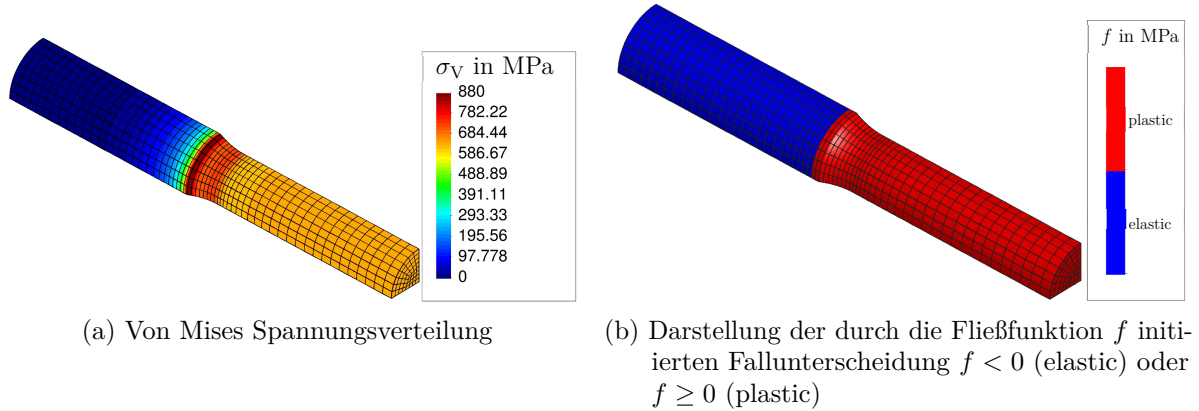 σV in MPa
880
782.22
684.44
586.67
488.89
391.11
293.33
195.56
97.778
0
(a) Von Mises Spannungsverteilung
f in MPa
plastic
elastic
(b) Darstellung der durch die Fließfunktion f initi-
ierten Fallunterscheidung f < 0 (elastic) oder
f ≥ 0 (plastic)